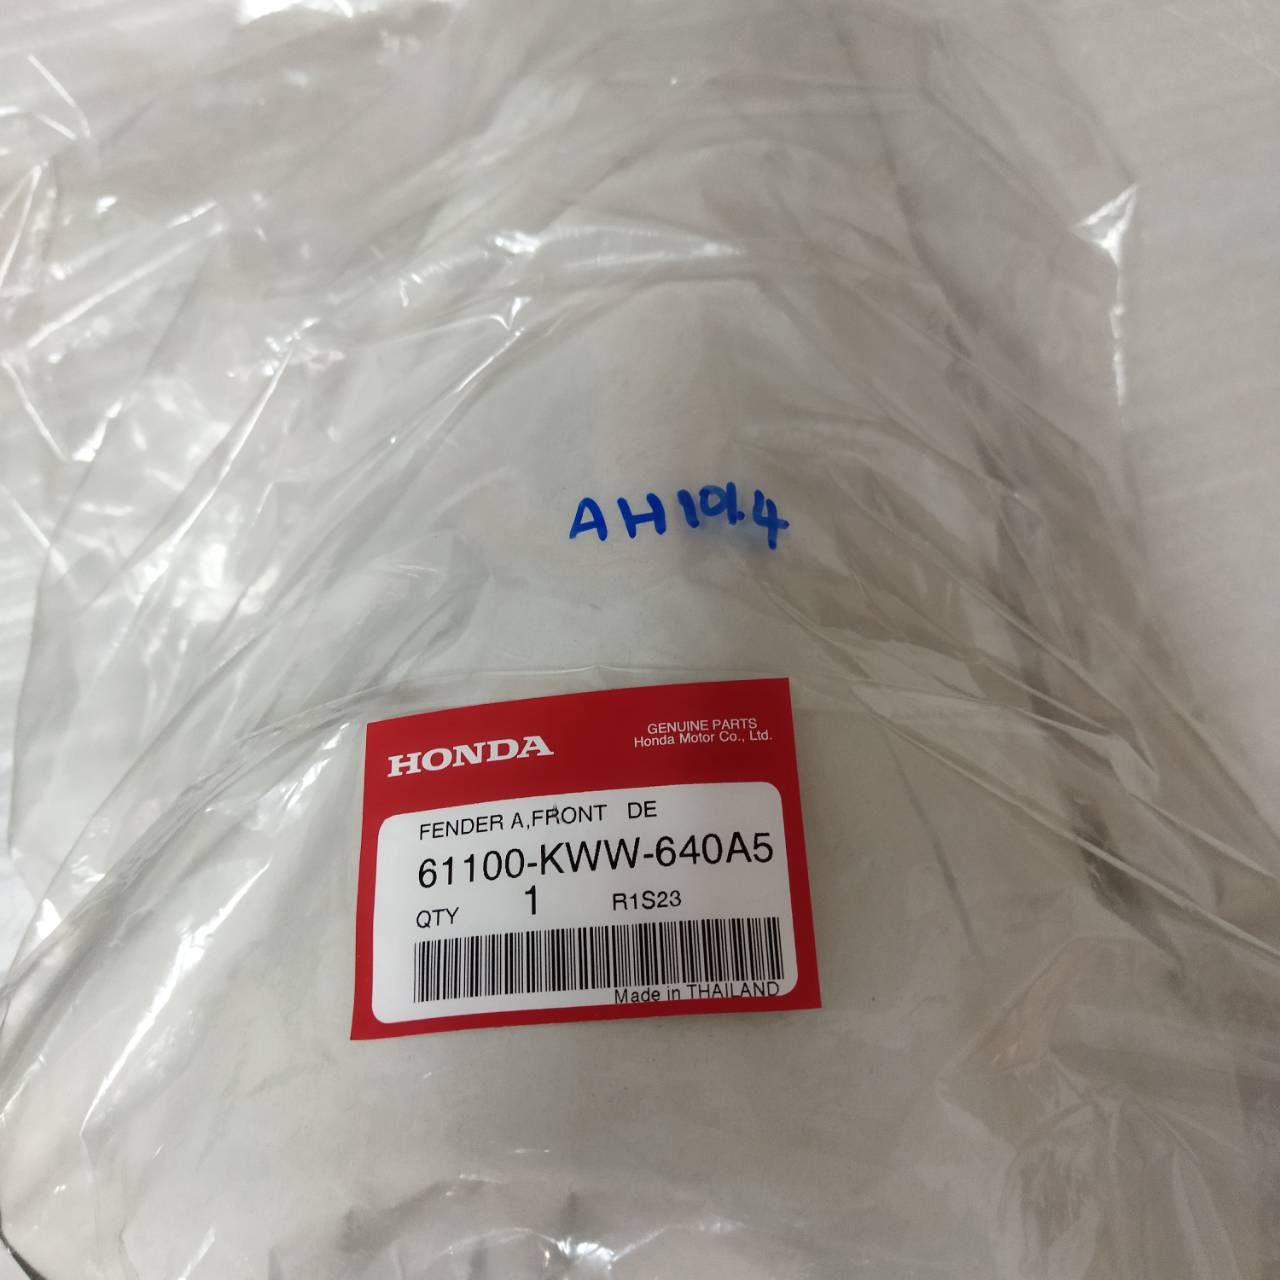 AH101.4
HONDA
GENUINE PARTS
Honda Motor Co., Ltd.
FENDER A,FRONT DE
61100-KWW-640A5
QTY 1 R1S23
Made in THAILAND